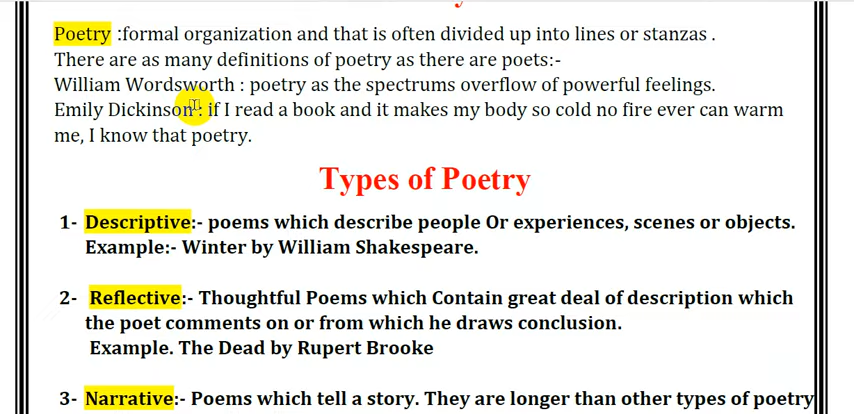 Poetry :formal organization and that is often divided up into lines or stanzas .
There are as many definitions of poetry as there are poets:-
William Wordsworth : poetry as the spectrums overflow of powerful feelings.
Emily Dickinson : if I read a book and it makes my body so cold no fire ever can warm
me, I know that poetry.
Types of Poetry
1- Descriptive:- poems which describe people Or experiences, scenes or objects.
Example:- Winter by William Shakespeare.
2- Reflective:- Thoughtful Poems which Contain great deal of description which
the poet comments on or from which he draws conclusion.
Example. The Dead by Rupert Brooke
3- Narrative:- Poems which tell a story. They are longer than other types of poetry